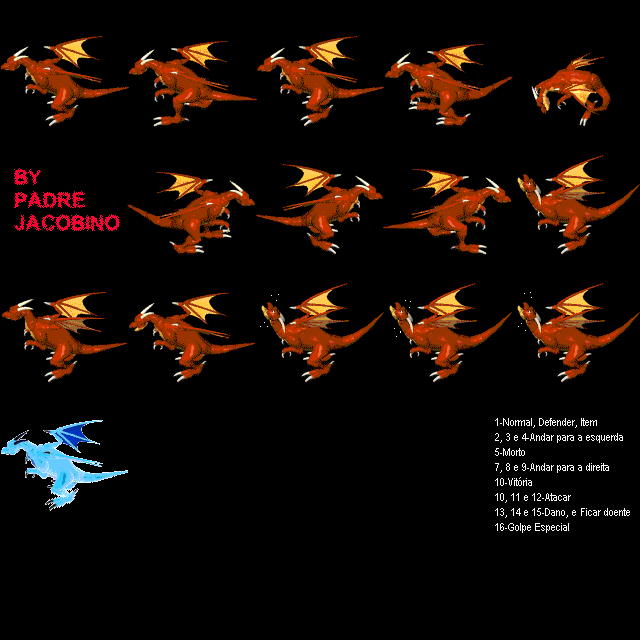 BY
PADRE
JACOBINO
1-Normal, Defender, Item
2, 3 e 4-Andar para a esquerda
5-Morto
7, 8 e 9-Andar para a direita
10-Vitória
10, 11 e 12-Atacar
13, 14 e 15-Dano, e Ficar doente
16-Golpe Especial